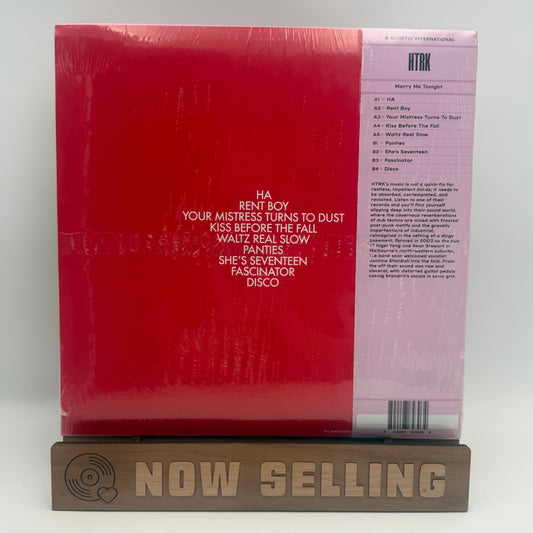 HA
RENT BOY
YOUR MISTRESS TURNS TO DUST
KISS BEFORE THE FALL
WALTZ REAL SLOW
PANTIES
SHE'S SEVENTEEN
FASCINATOR
DISCO
GHOSTLY INTERNATIONAL
HTRK
Marry Me Tonight
A1 HA
A2 Rent Boy
A3 Your Mistress Turns To Dust
A4 Kiss Before The Fall
A5 Waltz Real Slow
B1 Panties
B2 She's Seventeen
B3 Fascinator
B4 Disco
HTRK's music is not a quick-fix for
restless, impatient minds; it needs to
be absorbed, contemplated, and
revisited. Listen to one of their
records and you'll find yourself
slipping deep into their sound world,
where the cavernous reverberations
of dub techno are mixed with frosted
post-punk motifs and the gravelly
imperfections of industrial,
reimagined in the setting of a dingy
basement. Formed in 2003 as the duo
of Nigel Yang and Sean Stewart in
Melbourne's north-western suburbs,
the band soon welcomed vocalist
Jonnine Standish into the fold. From
the off their sound was raw and
visceral, with distorted guitar pedals
caking Standish's vocals in sonic grit.
NOW SELLING